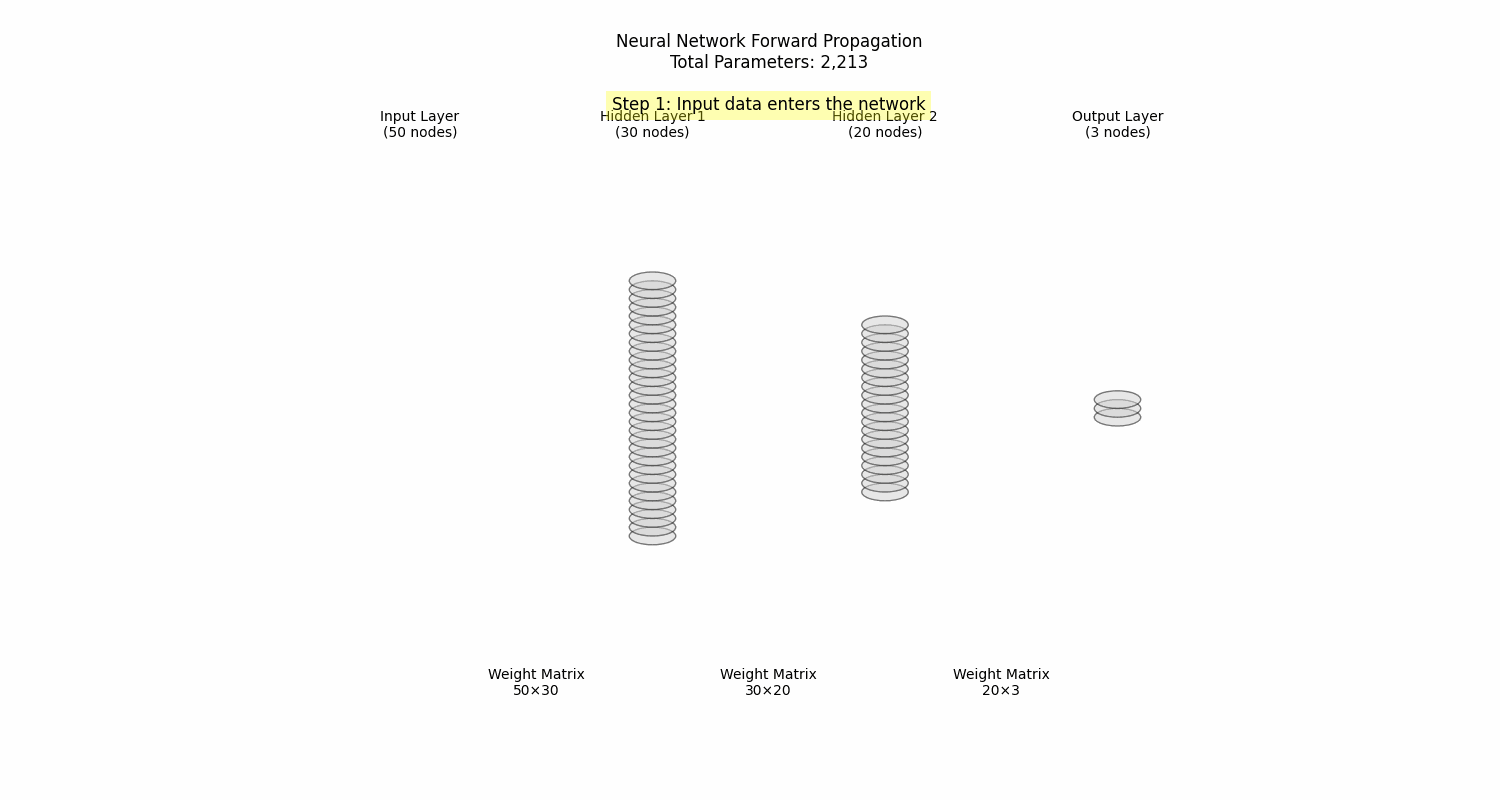 Neural Network Forward Propagation
Total Parameters: 2,213
Step 1: Input data enters the network
Input Layer
(50 nodes)
Hidden Layer 1
(30 nodes)
Hidden Layer 2
(20 nodes)
Output Layer
(3 nodes)
Weight Matrix
50×30
Weight Matrix
30×20
Weight Matrix
20×3